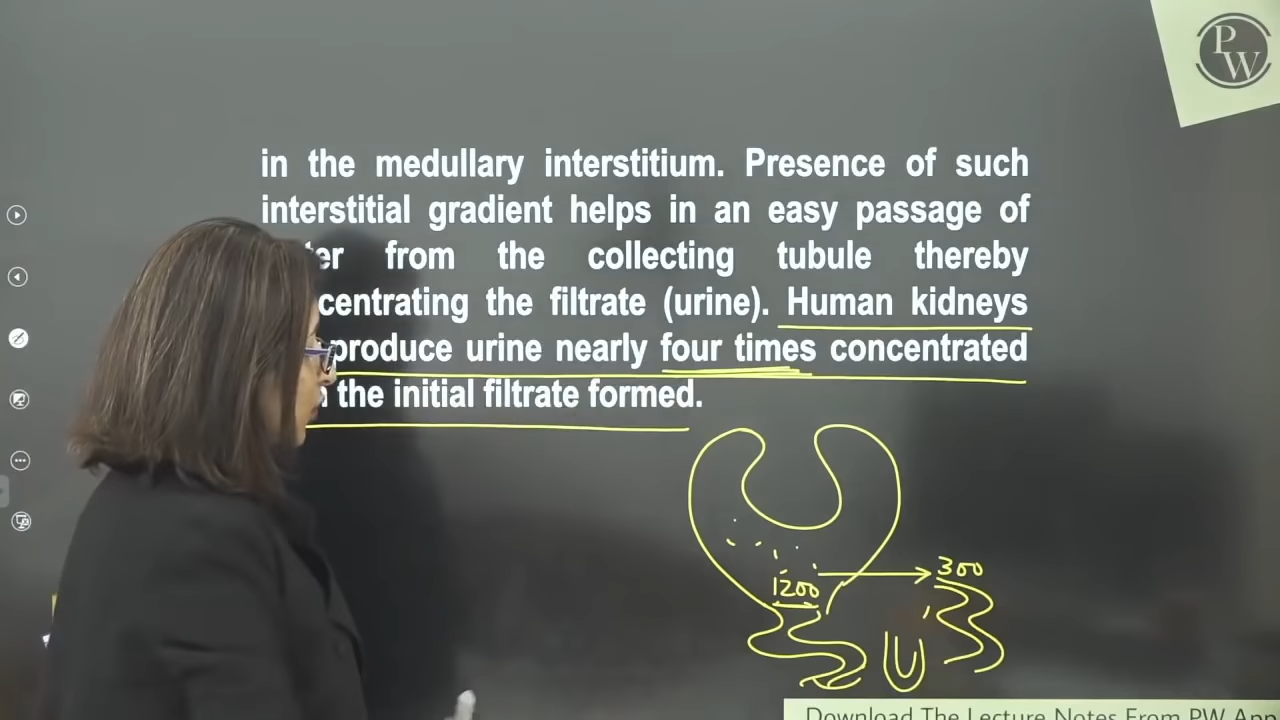 PW
in the medullary interstitium. Presence of such
interstitial gradient helps in an easy passage of
from the collecting tubule thereby
the filtrate (urine). Human kidneys
produce urine nearly four times concentrated
the initial filtrate formed.
300
1200
Download The Lecture Notes From PW App